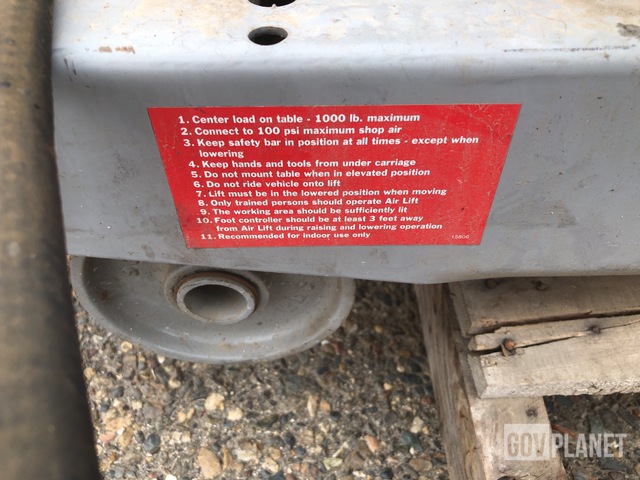 1. Center load on table - 1000 lb. maximum
2. Connect to 100 psi maximum shop air
3. Keep safety bar in position at all times - except when
lowering
4. Keep hands and tools from under carriage
5. Do not mount table when in elevated position
6. Do not ride vehicle onto lift
7. Lift must be in the lowered position when moving
8. Only trained persons should operate Air Lift
9. The working area should be sufficiently lit
10. Foot controller should be at least 3 feet away
from Air Lift during raising and lowering operation
11. Recommended for indoor use only
15806
GOVPLANET